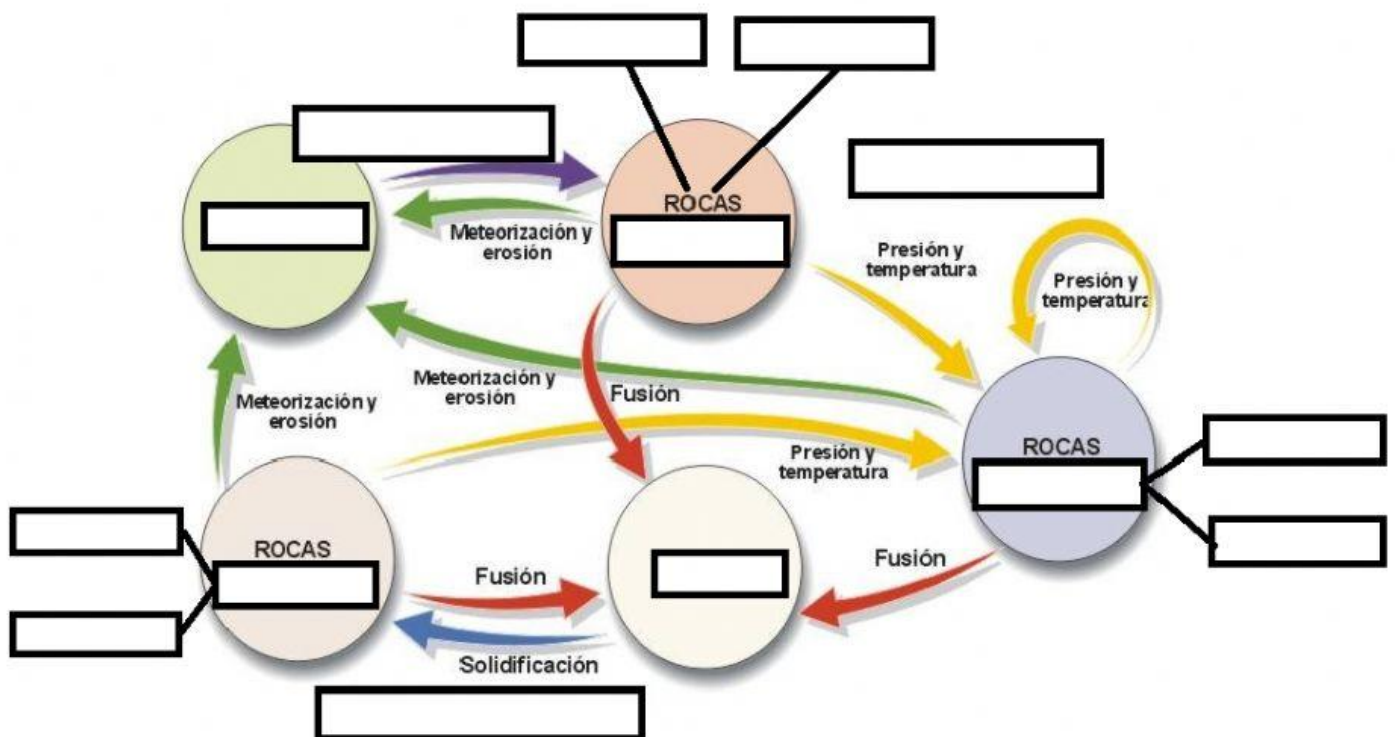 ROCAS
Meteorización y
erosión
Presión y
temperatura
Presión y
temperatura
Meteorización y
erosión
Meteorización y
erosión
Fusión
Presión y
temperatura
ROCAS
ROCAS
Fusión
Fusión
Solidificación